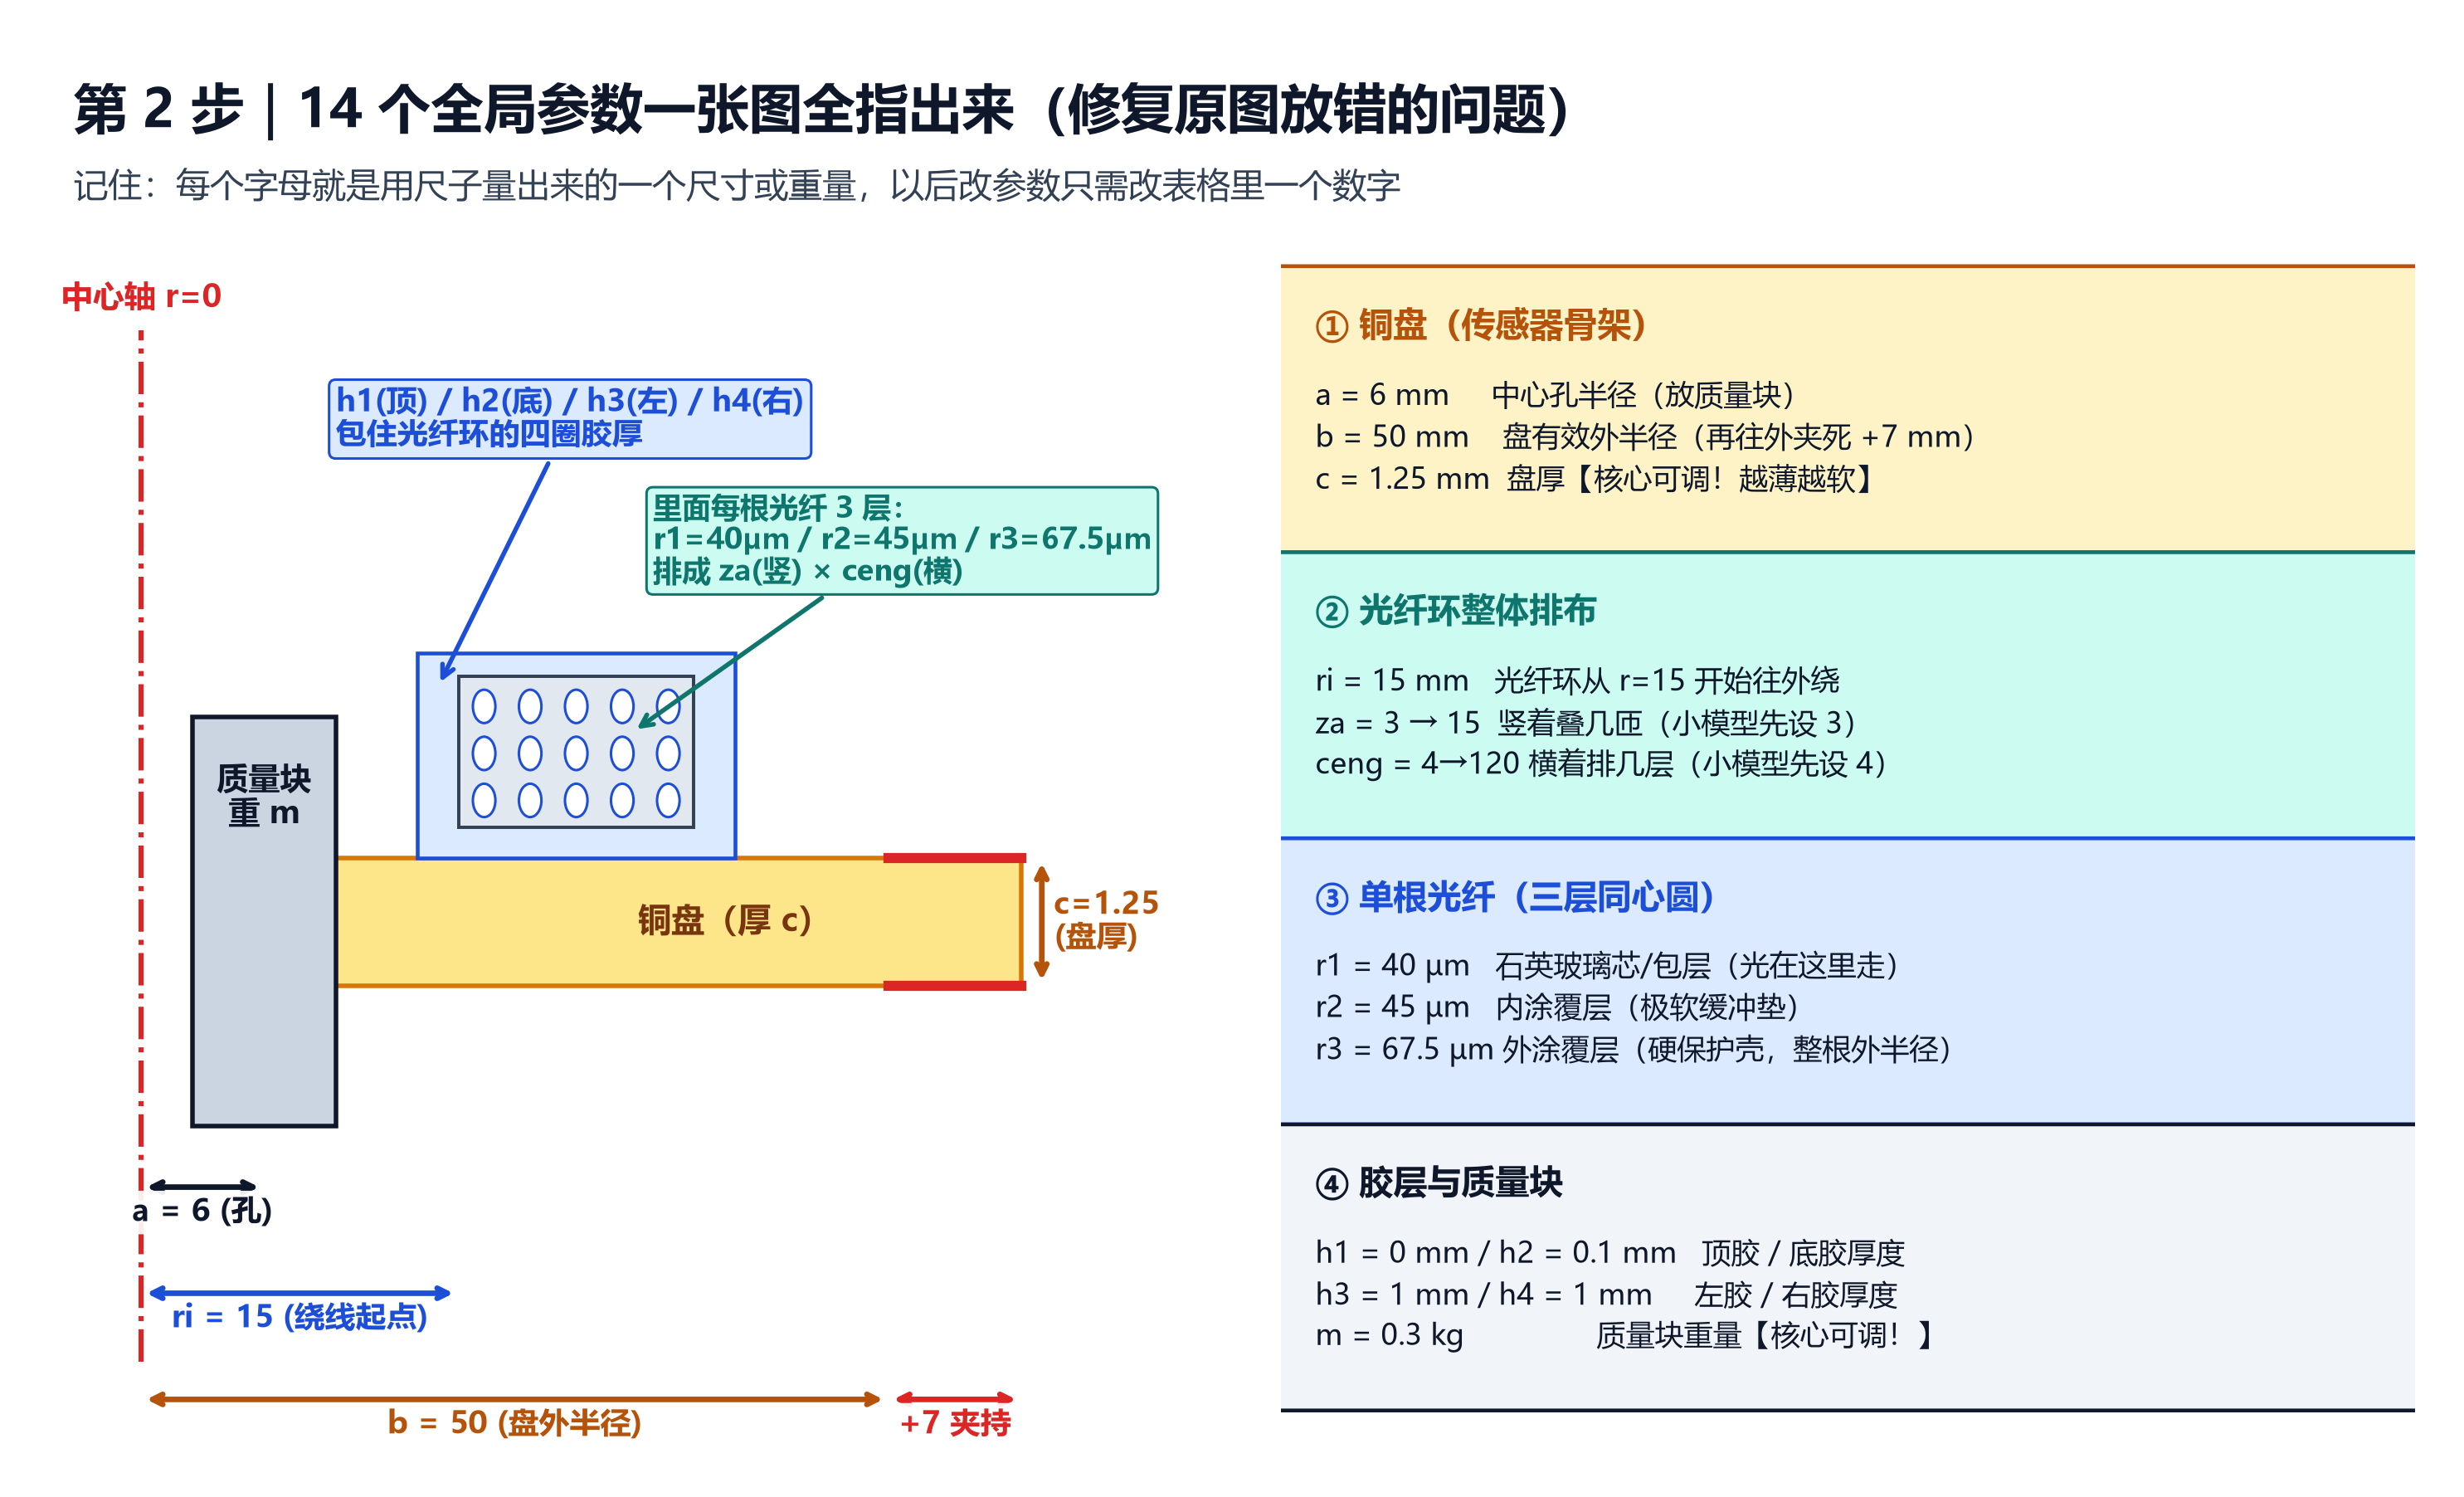 第 2 步 | 14 个全局参数一张图全指出来（修复原图放错的问题）
记住：每个字母就是用尺子量出来的一个尺寸或重量，以后改参数只需改表格里一个数字
中心轴 r=0
h1(顶) / h2(底) / h3(左) / h4(右)
包住光纤环的四圈胶厚
里面每根光纤 3 层：
r1=40μm / r2=45μm / r3=67.5μm
排成 za(竖) × ceng(横)
质量块
重 m
铜盘（厚 c）
c=1.25
(盘厚)
a = 6 (孔)
ri = 15 (绕线起点)
b = 50 (盘外半径)
+7 夹持
① 铜盘（传感器骨架）
a = 6 mm 中心孔半径（放质量块）
b = 50 mm 盘有效外半径（再往外夹死 +7 mm）
c = 1.25 mm 盘厚【核心可调！越薄越软】
② 光纤环整体排布
ri = 15 mm 光纤环从 r=15 开始往外绕
za = 3 → 15 竖着叠几匝（小模型先设 3）
ceng = 4→120 横着排几层（小模型先设 4）
③ 单根光纤（三层同心圆）
r1 = 40 μm 石英玻璃芯/包层（光在这里走）
r2 = 45 μm 内涂覆层（极软缓冲垫）
r3 = 67.5 μm 外涂覆层（硬保护壳，整根外半径）
④ 胶层与质量块
h1 = 0 mm / h2 = 0.1 mm 顶胶 / 底胶厚度
h3 = 1 mm / h4 = 1 mm 左胶 / 右胶厚度
m = 0.3 kg 质量块重量【核心可调！】